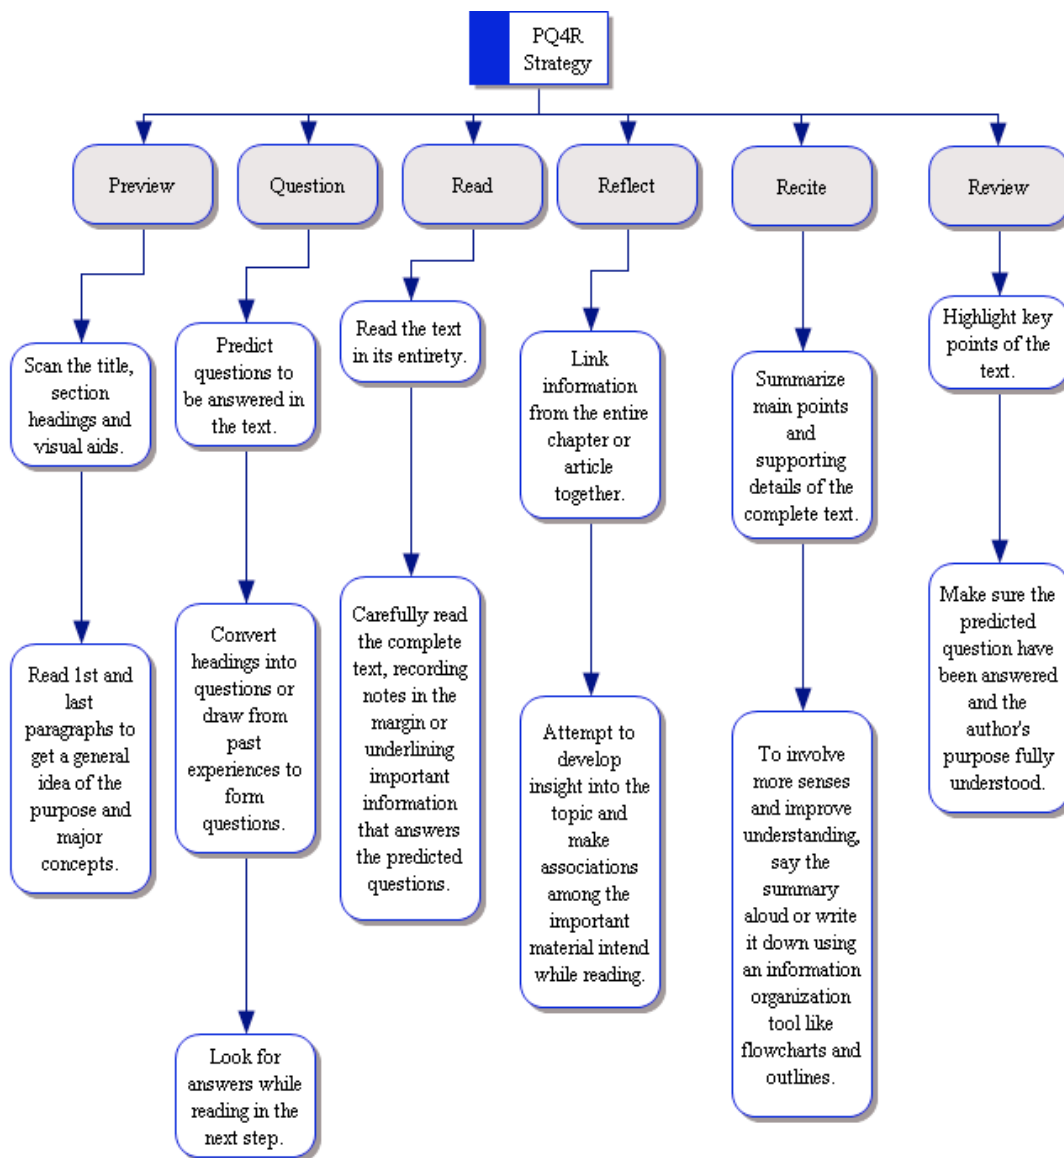 PQ4R
Strategy
Preview
Question
Read
Reflect
Recite
Review
Scan the title,
section
headings and
visual aids.
Read 1st and
last
paragraphs to
get a general
idea of the
purpose and
major
concepts.
Predict
questions to
be answered in
the text.
Convert
headings into
questions or
draw from
past
experiences to
form
questions.
Look for
answers while
reading in the
next step.
Read the text
in its entirety.
Carefully read
the complete
text, recording
notes in the
margin or
underlining
important
information
that answers
the predicted
questions.
Link
information
from the entire
chapter or
article
together.
Attempt to
develop
insight into the
topic and
make
associations
among the
important
material intend
while reading.
Summarize
main points
and
supporting
details of the
complete text.
To involve
more senses
and improve
understanding,
say the
summary
aloud or write
it down using
an information
organization
tool like
flowcharts and
outlines.
Highlight key
points of the
text.
Make sure the
predicted
question have
been answered
and the
author's
purpose fully
understood.